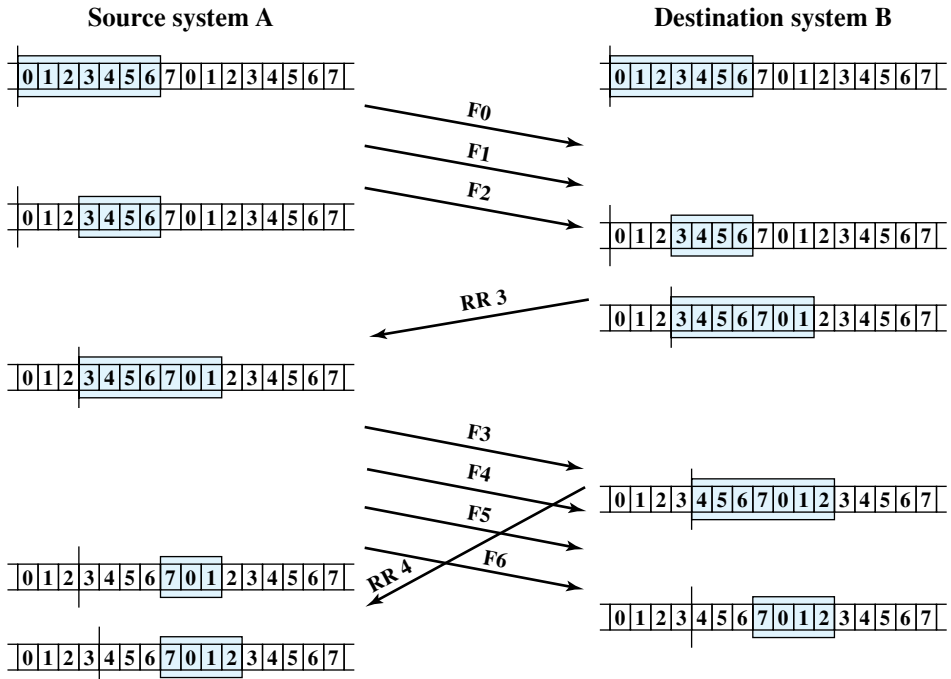 Source system A
Destination system B
0 1 2 3 4 5 6 7 0 1 2 3 4 5 6 7
0 1 2 3 4 5 6 7 0 1 2 3 4 5 6 7
F0
F1
F2
0 1 2 3 4 5 6 7 0 1 2 3 4 5 6 7
0 1 2 3 4 5 6 7 0 1 2 3 4 5 6 7
RR 3
0 1 2 3 4 5 6 7 0 1 2 3 4 5 6 7
0 1 2 3 4 5 6 7 0 1 2 3 4 5 6 7
F3
F4
F5
F6
RR 4
0 1 2 3 4 5 6 7 0 1 2 3 4 5 6 7
0 1 2 3 4 5 6 7 0 1 2 3 4 5 6 7
0 1 2 3 4 5 6 7 0 1 2 3 4 5 6 7
0 1 2 3 4 5 6 7 0 1 2 3 4 5 6 7